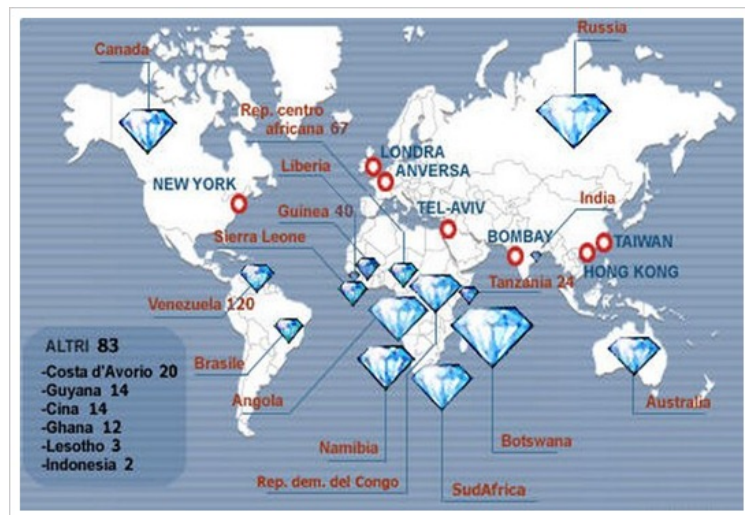 Russia
Canada
Rep. centro
africana 67
LONDRA
ANVERSA
Liberia
NEW YORK
India
Guinea 40
TEL-AVIV
BOMBAY
TAIWAN
Sierra Leone
HONG KONG
Tanzania 24
Venezuela 120
ALTRI 83
-Costa d'Avorio 20
-Guyana 14
-Cina 14
-Ghana 12
-Lesotho 3
-Indonesia 2
Brasile
Angola
Australia
Namibia
Botswana
Rep. dem. del Congo
SudAfrica